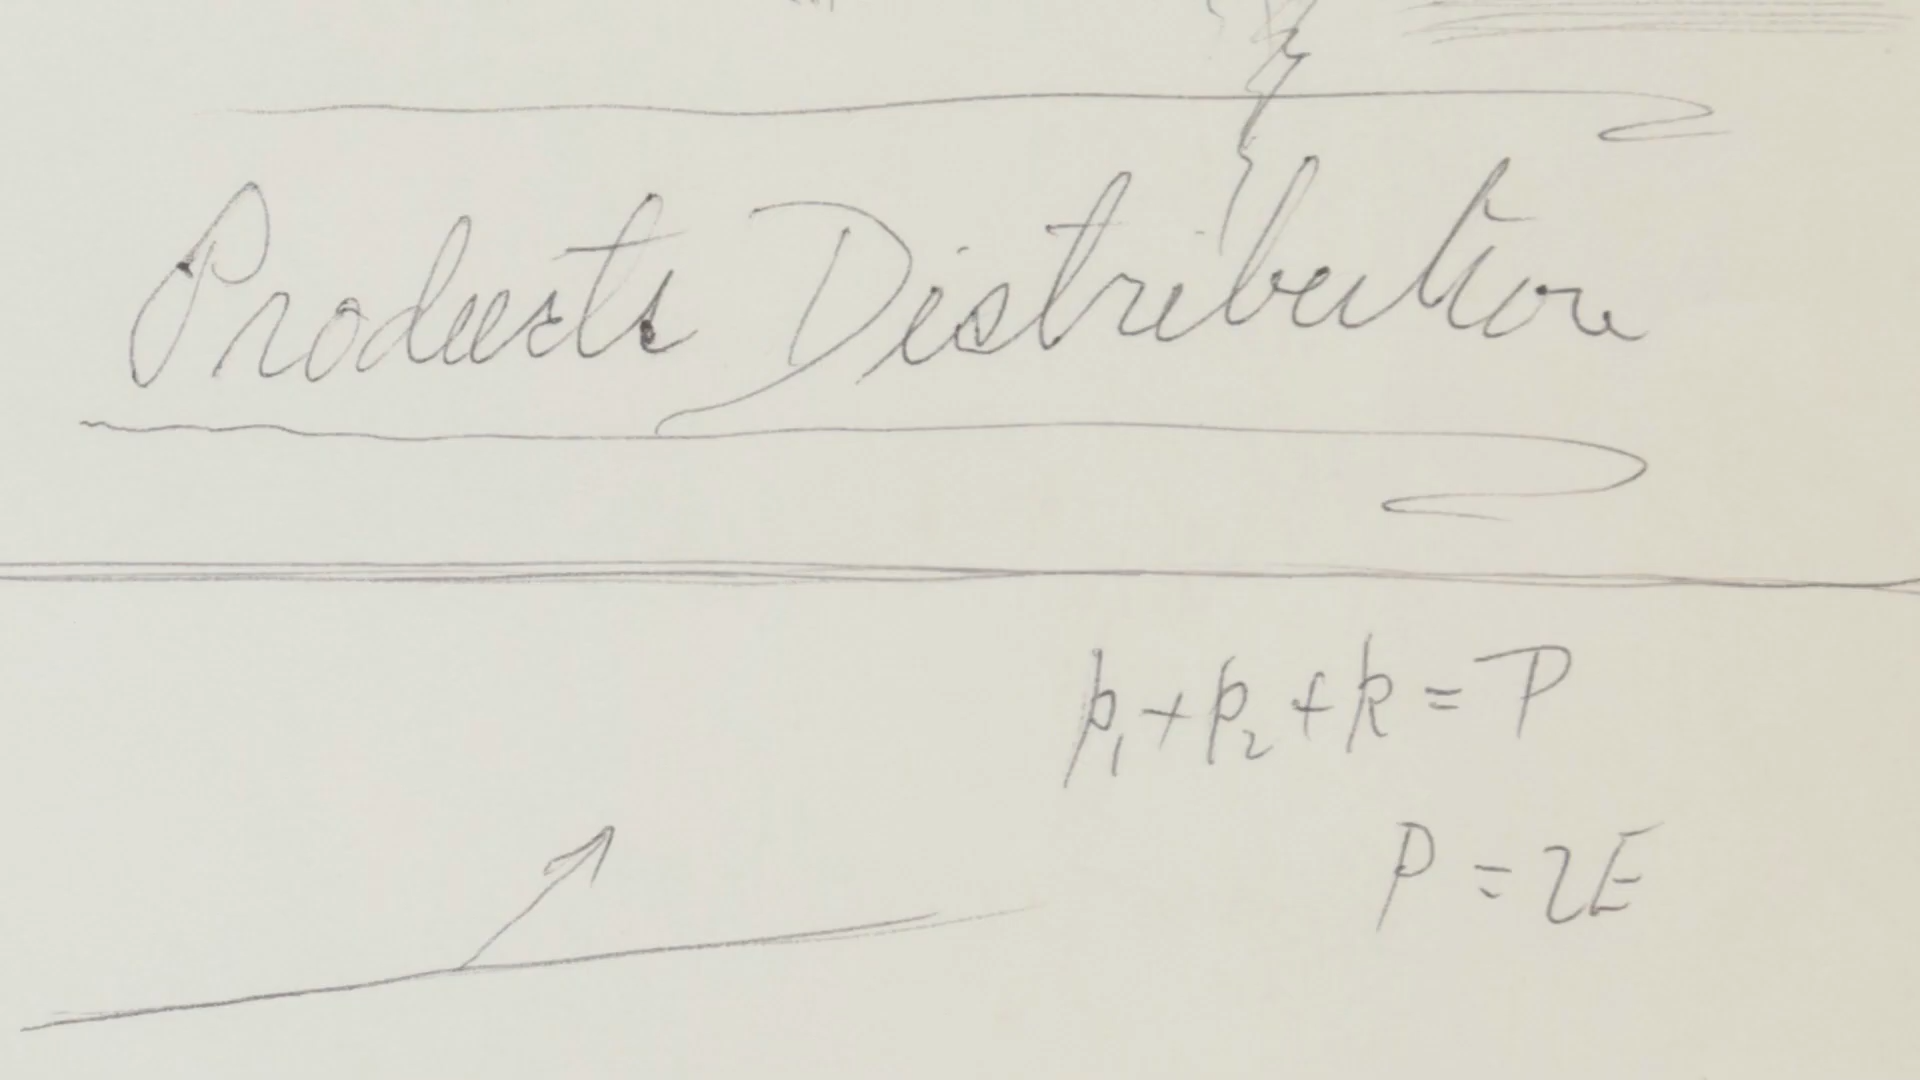 Products Distribution
p₁ + p₂ + k = P
P = 2E